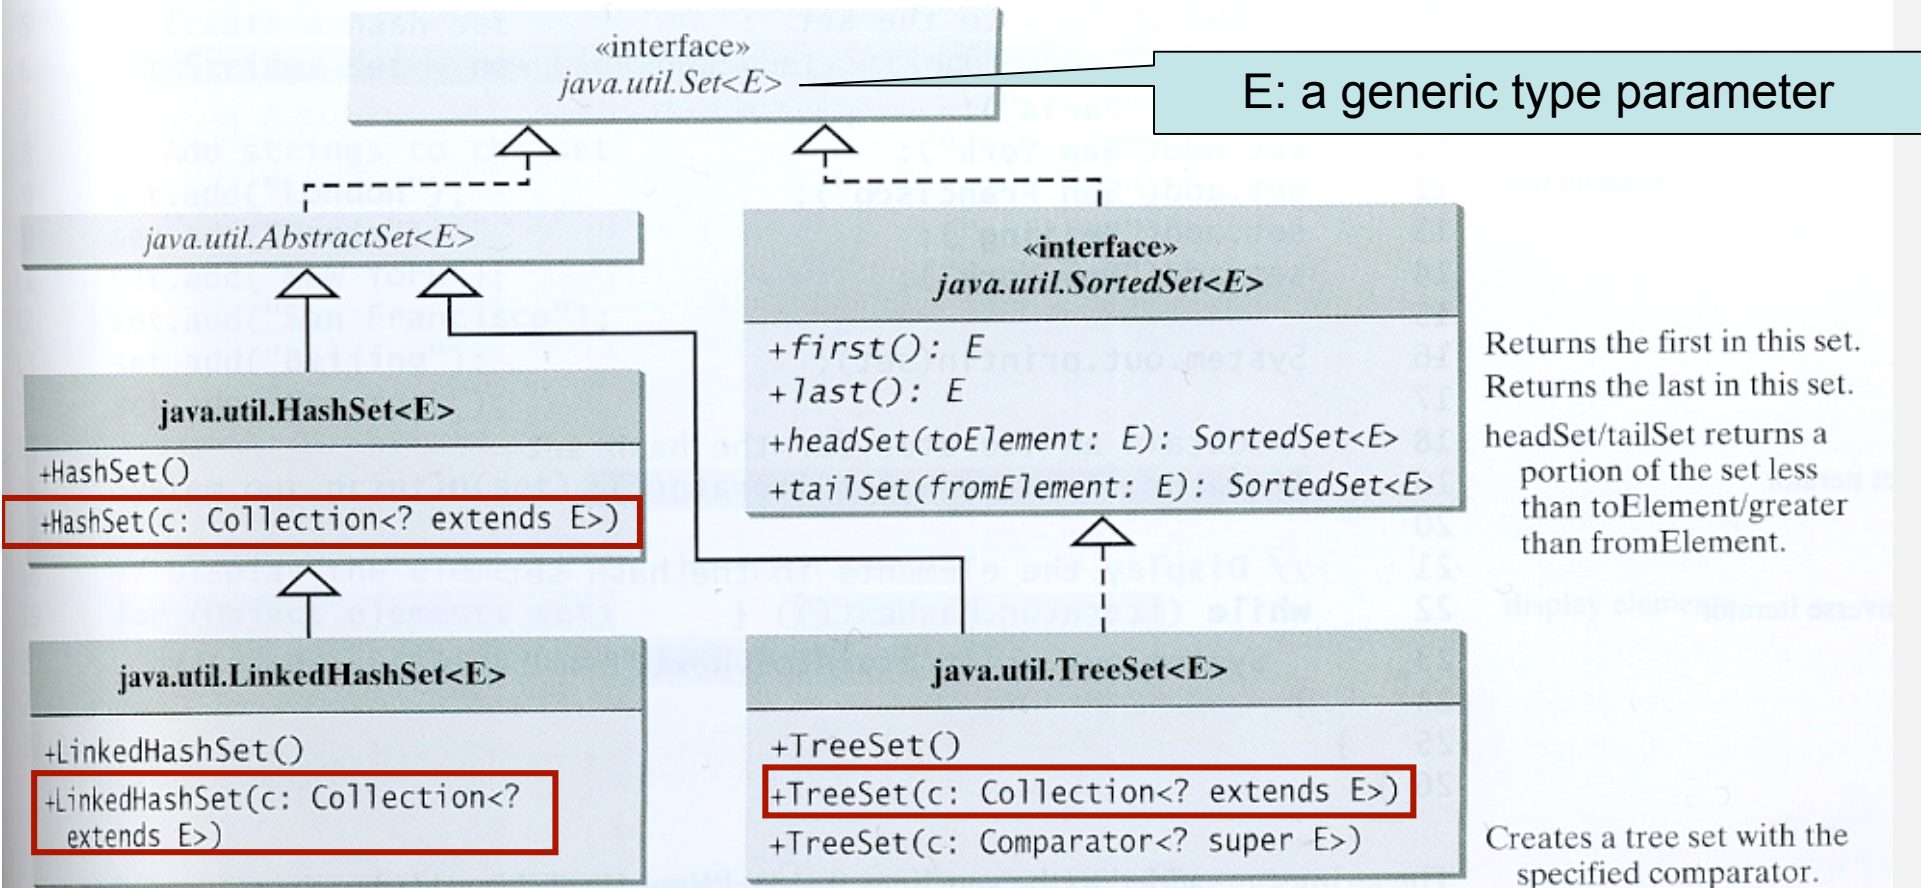 «interface»
java.util.Set<E>
E: a generic type parameter
java.util.AbstractSet<E>
«interface»
java.util.SortedSet<E>
+first(): E
+last(): E
+headSet(toElement: E): SortedSet<E>
+tailSet(fromElement: E): SortedSet<E>
Returns the first in this set.
Returns the last in this set.
headSet/tailSet returns a
portion of the set less
than toElement/greater
than fromElement.
java.util.HashSet<E>
+HashSet()
+HashSet(c: Collection<? extends E>)
java.util.LinkedHashSet<E>
+LinkedHashSet()
+LinkedHashSet(c: Collection<?
extends E>)
java.util.TreeSet<E>
+TreeSet()
+TreeSet(c: Collection<? extends E>)
+TreeSet(c: Comparator<? super E>)
Creates a tree set with the
specified comparator.